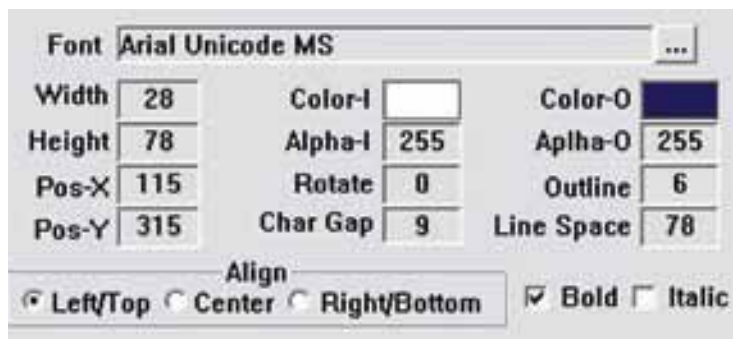 Font Arial Unicode MS ...
Width 28 Color-I Color-O
Height 78 Alpha-I 255 Aplha-O 255
Pos-X 115 Rotate 0 Outline 6
Pos-Y 315 Char Gap 9 Line Space 78
Align
Left/Top Center Right/Bottom Bold Italic